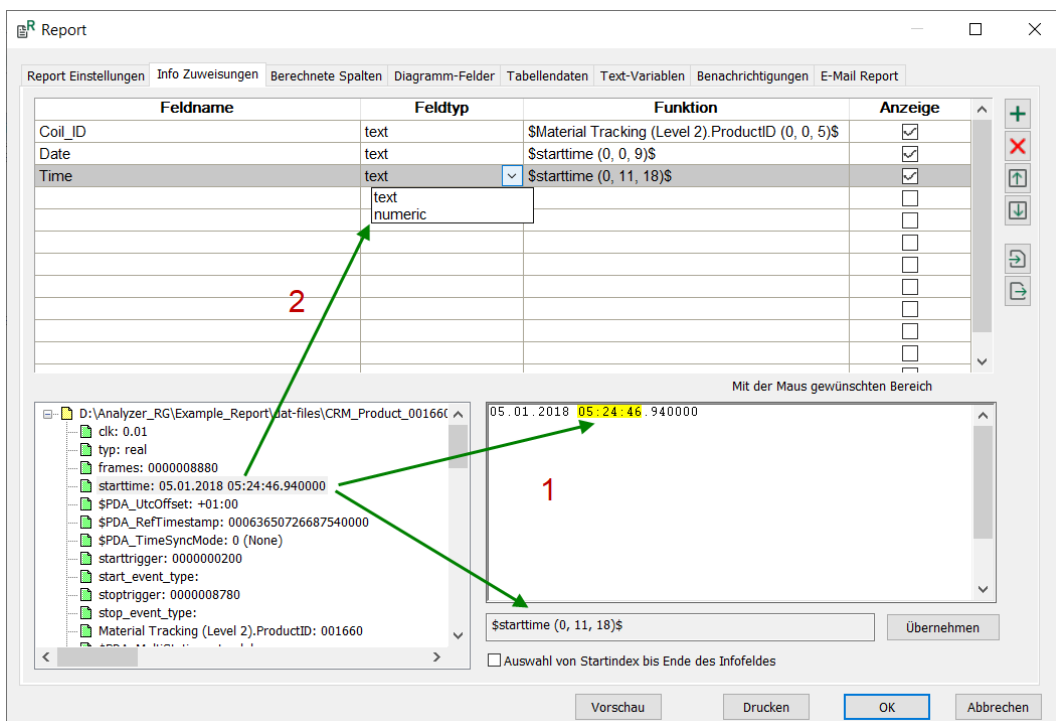 Report
Report Einstellungen Info Zuweisungen Berechnete Spalten Diagramm-Felder Tabellendaten Text-Variablen Benachrichtigungen E-Mail Report
Feldname Feldtyp Funktion Anzeige
Coil_ID text $Material Tracking (Level 2).ProductID (0, 0, 5)$
Date text $starttime (0, 0, 9)$
Time text $starttime (0, 11, 18)$
text
numeric
2
Mit der Maus gewünschten Bereich
D:\Analyzer_RG\Example_Report\dat-files\CRM_Product_001660
clk: 0.01
typ: real
frames: 0000008880
starttime: 05.01.2018 05:24:46.940000
$PDA_UtcOffset: +01:00
$PDA_RefTimestamp: 00063650726687540000
$PDA_TimeSyncMode: 0 (None)
starttrigger: 0000000200
start_event_type:
stoptrigger: 0000008780
stop_event_type:
Material Tracking (Level 2).ProductID: 001660
05.01.2018 05:24:46.940000
1
$starttime (0, 11, 18)$
Übernehmen
Auswahl von Startindex bis Ende des Infofeldes
Vorschau Drucken OK Abbrechen